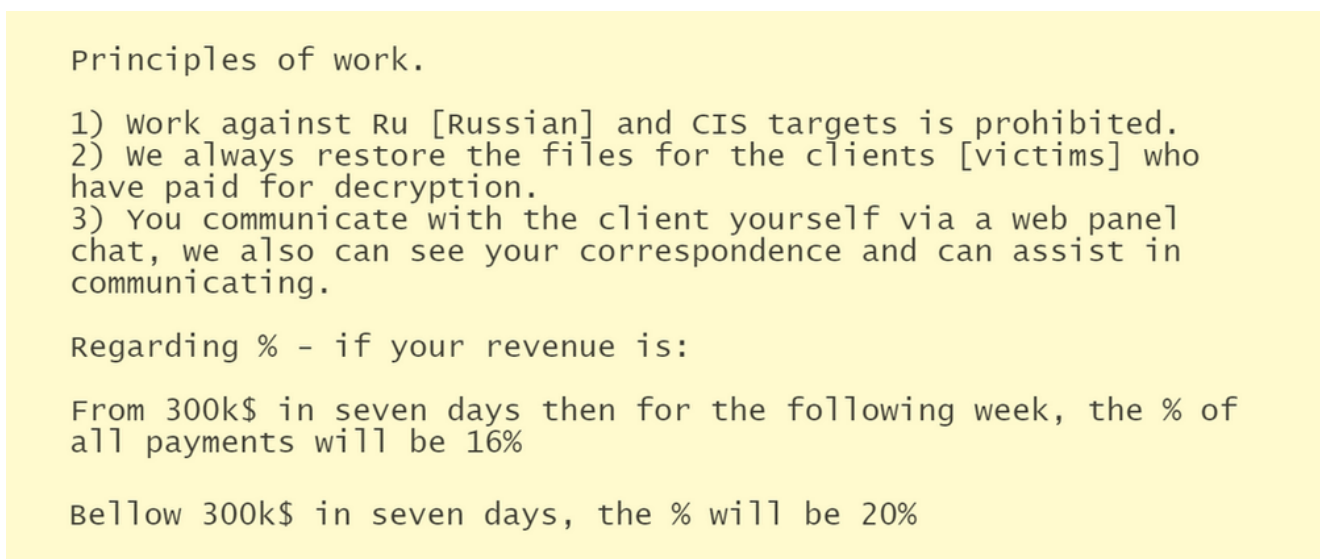 Principles of work.
1) Work against Ru [Russian] and CIS targets is prohibited.
2) We always restore the files for the clients [victims] who
have paid for decryption.
3) You communicate with the client yourself via a web panel
chat, we also can see your correspondence and can assist in
communicating.
Regarding % – if your revenue is:
From 300k$ in seven days then for the following week, the % of
all payments will be 16%
Bellow 300k$ in seven days, the % will be 20%